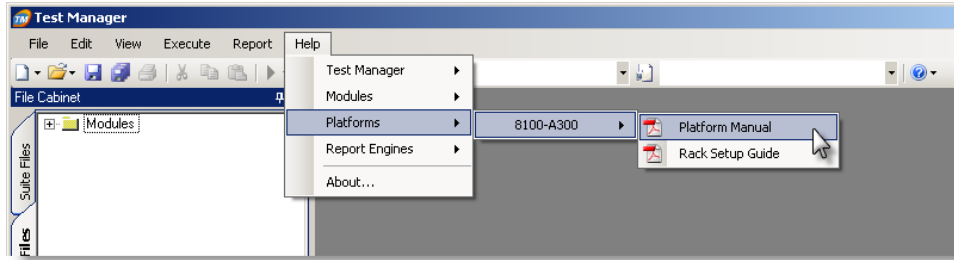 TM Test Manager
File Edit View Execute Report Help
File Cabinet
Modules
Suite Files
Files
Test Manager
Modules
Platforms
Report Engines
About...
8100-A300
Platform Manual
Rack Setup Guide